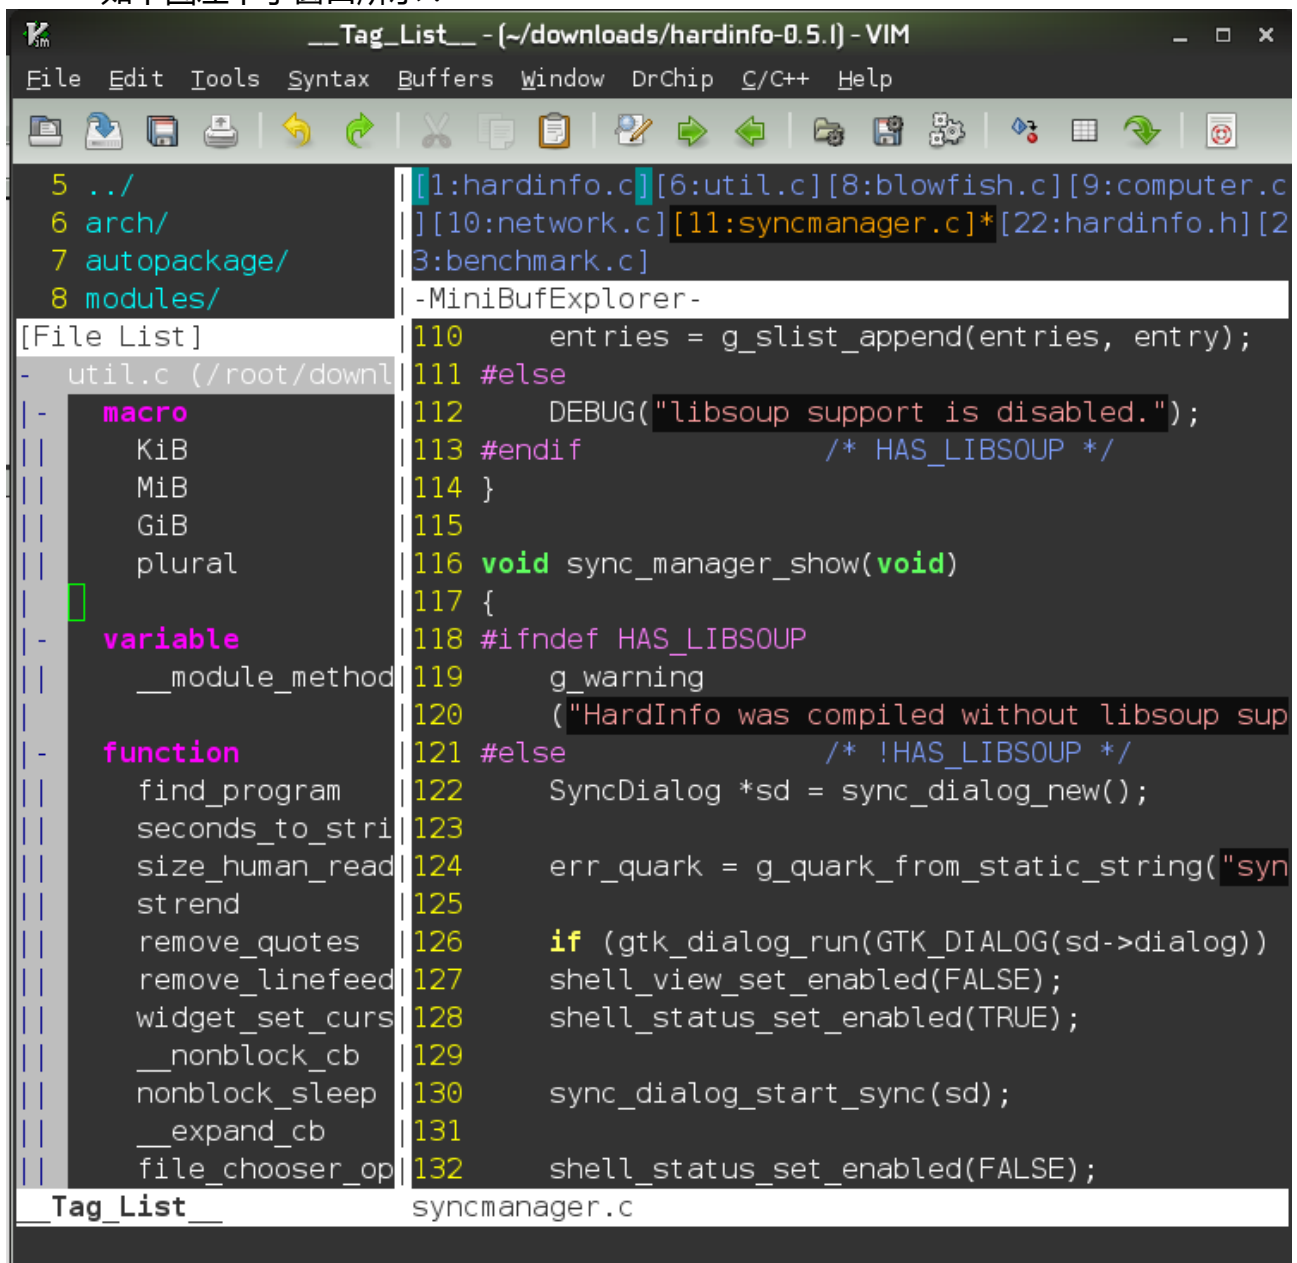 __Tag_List__ - (~/downloads/hardinfo-0.5.1) - VIM
File Edit Tools Syntax Buffers Window DrChip C/C++ Help
5 ../
6 arch/
7 autopackage/
8 modules/
[File List]
- util.c (/root/downl
|- macro
|| KiB
|| MiB
|| GiB
|| plural
|
|- variable
|| __module_method
|
|- function
|| find_program
|| seconds_to_stri
|| size_human_read
|| strend
|| remove_quotes
|| remove_linefeed
|| widget_set_curs
|| __nonblock_cb
|| nonblock_sleep
|| __expand_cb
|| file_chooser_op
__Tag_List__
[1:hardinfo.c][6:util.c][8:blowfish.c][9:computer.c
][10:network.c][11:syncmanager.c]*[22:hardinfo.h][2
3:benchmark.c]
-MiniBufExplorer-
110     entries = g_slist_append(entries, entry);
111 #else
112     DEBUG("libsoup support is disabled.");
113 #endif              /* HAS_LIBSOUP */
114 }
115
116 void sync_manager_show(void)
117 {
118 #ifndef HAS_LIBSOUP
119     g_warning
120     ("HardInfo was compiled without libsoup sup
121 #else               /* !HAS_LIBSOUP */
122     SyncDialog *sd = sync_dialog_new();
123
124     err_quark = g_quark_from_static_string("syn
125
126     if (gtk_dialog_run(GTK_DIALOG(sd->dialog))
127     shell_view_set_enabled(FALSE);
128     shell_status_set_enabled(TRUE);
129
130     sync_dialog_start_sync(sd);
131
132     shell_status_set_enabled(FALSE);
syncmanager.c